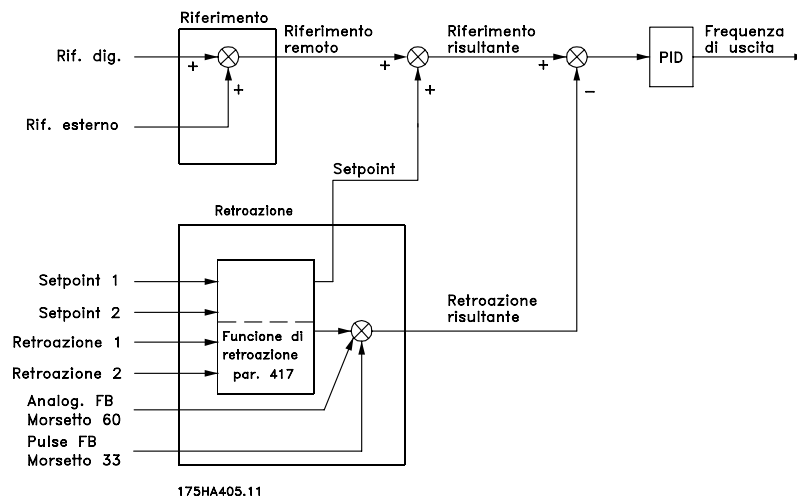 Riferimento
Rif. dig.
Rif. esterno
+
+
Riferimento
remoto
+
+
Riferimento
risultante
+
−
PID
Frequenza
di uscita
Setpoint
Retroazione
Setpoint 1
Setpoint 2
Retroazione 1
Retroazione 2
Analog. FB
Morsetto 60
Pulse FB
Morsetto 33
Funcione di
retroazione
par. 417
Retroazione
risultante
175HA405.11